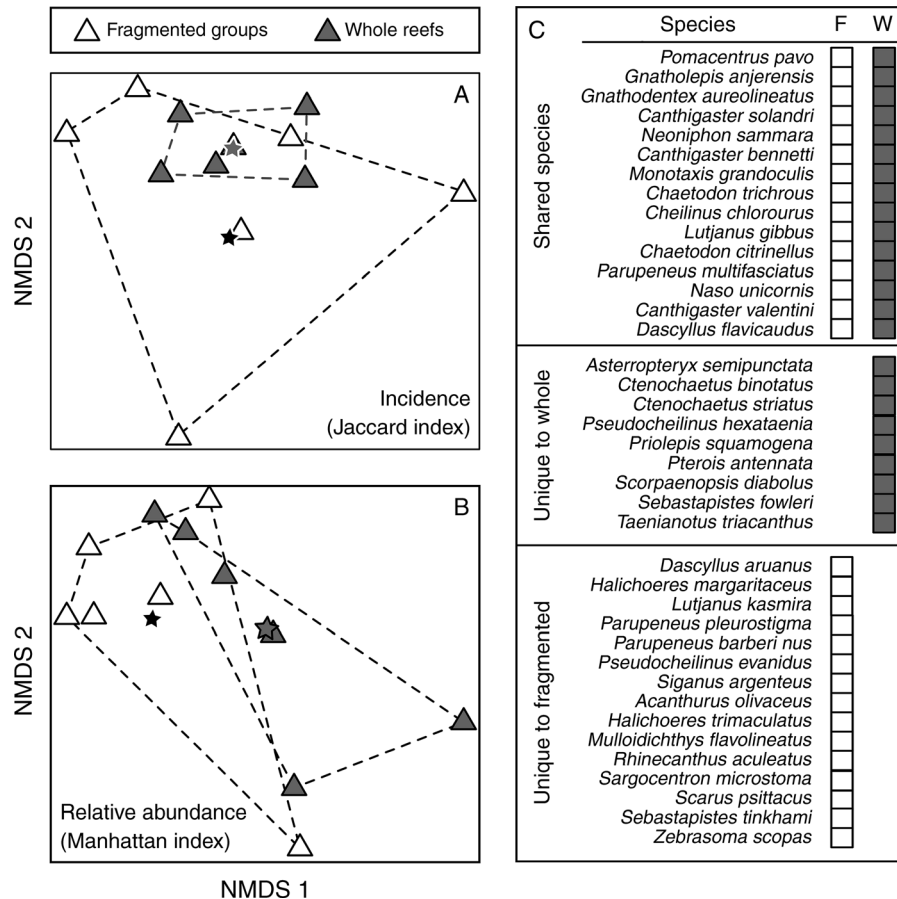 Fragmented groups Whole reefs
A
NMDS 2
Incidence
(Jaccard index)
B
NMDS 2
Relative abundance
(Manhattan index)
NMDS 1
C Species F W
Shared species
Pomacentrus pavo
Gnatholepis anjerensis
Gnathodentex aureolineatus
Canthigaster solandri
Neoniphon sammara
Canthigaster bennetti
Monotaxis grandoculis
Chaetodon trichrous
Cheilinus chlorourus
Lutjanus gibbus
Chaetodon citrinellus
Parupeneus multifasciatus
Naso unicornis
Canthigaster valentini
Dascyllus flavicaudus
Unique to whole
Asterropteryx semipunctata
Ctenochaetus binotatus
Ctenochaetus striatus
Pseudocheilinus hexataenia
Priolepis squamogena
Pterois antennata
Scorpaenopsis diabolus
Sebastapistes fowleri
Taenianotus triacanthus
Unique to fragmented
Dascyllus aruanus
Halichoeres margaritaceus
Lutjanus kasmira
Parupeneus pleurostigma
Parupeneus barberi nus
Pseudocheilinus evanidus
Siganus argenteus
Acanthurus olivaceus
Halichoeres trimaculatus
Mulloidichthys flavolineatus
Rhinecanthus aculeatus
Sargocentron microstoma
Scarus psittacus
Sebastapistes tinkhami
Zebrasoma scopas